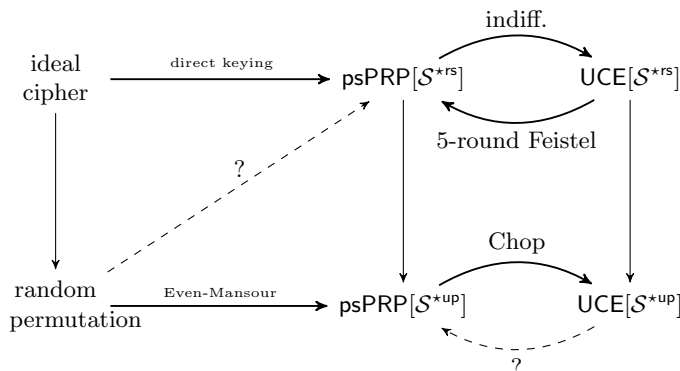 indiff.
ideal
cipher
direct keying
psPRP[𝒮^{⋆rs}]
UCE[𝒮^{⋆rs}]
5-round Feistel
?
Chop
random
permutation
Even-Mansour
psPRP[𝒮^{⋆up}]
UCE[𝒮^{⋆up}]
?